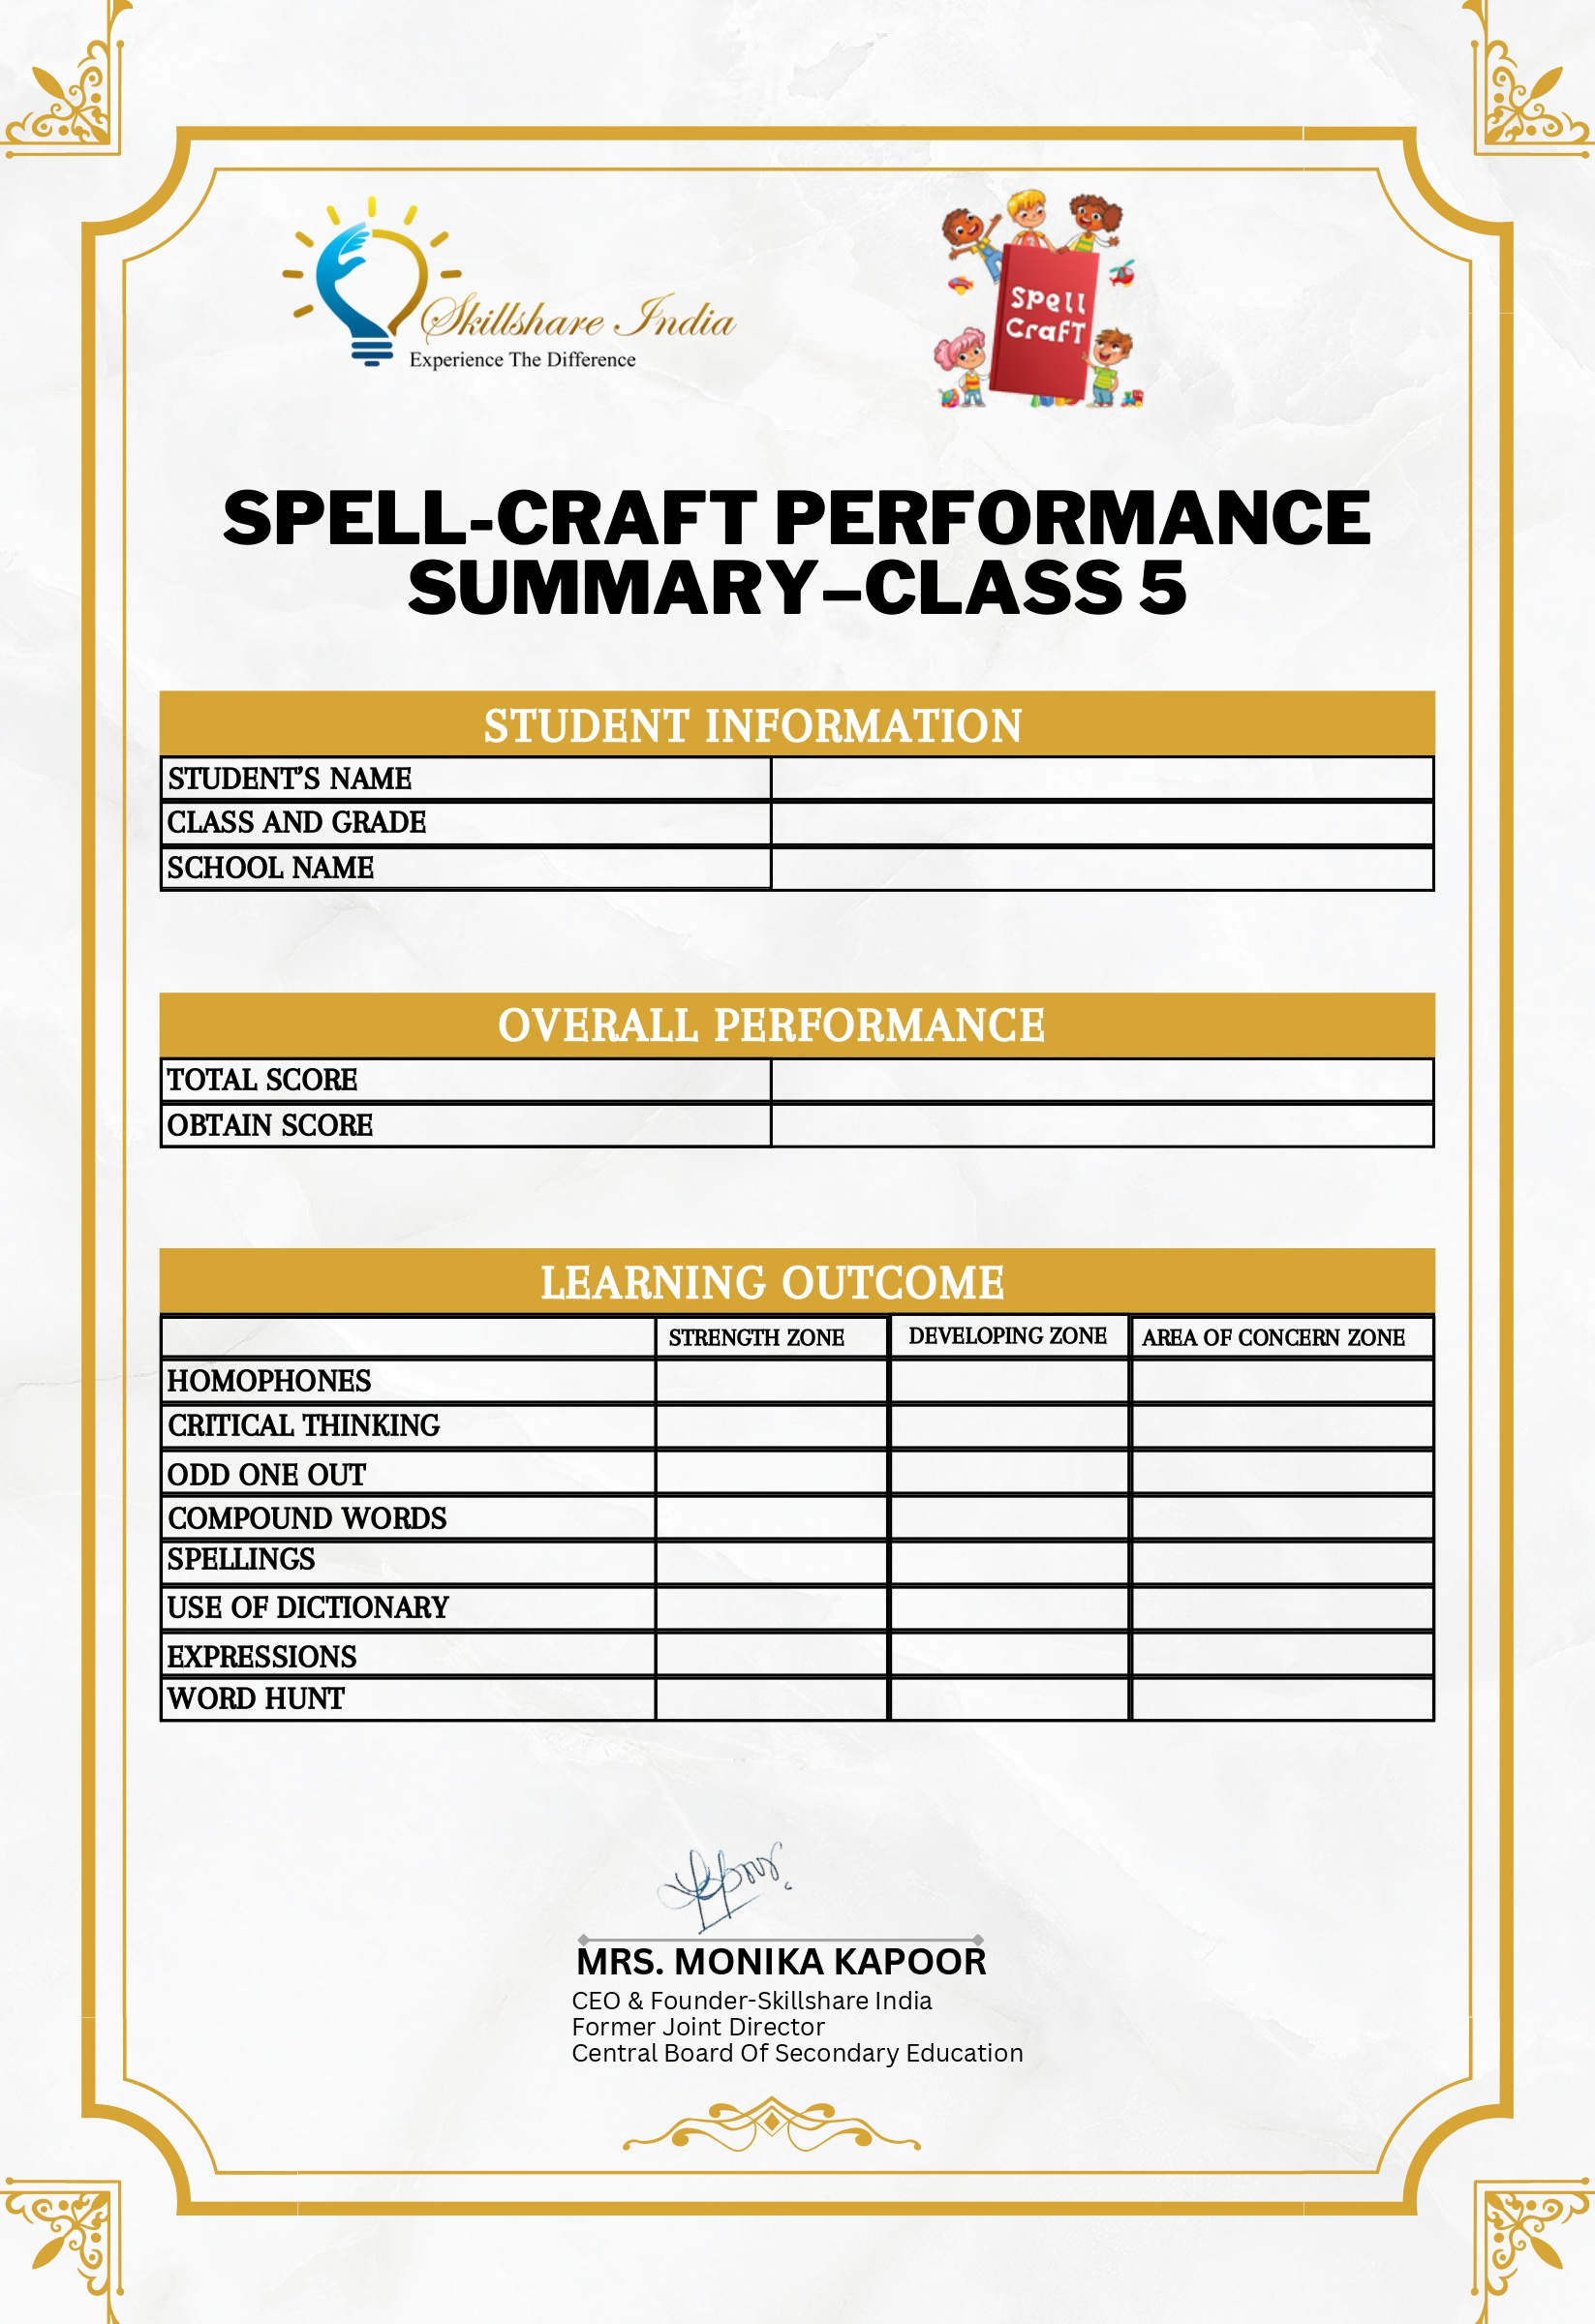 Skillshare India
Experience The Difference
Spell
Craft
SPELL-CRAFT PERFORMANCE
SUMMARY–CLASS 5
STUDENT INFORMATION
STUDENT’S NAME
CLASS AND GRADE
SCHOOL NAME
OVERALL PERFORMANCE
TOTAL SCORE
OBTAIN SCORE
LEARNING OUTCOME
STRENGTH ZONE DEVELOPING ZONE AREA OF CONCERN ZONE
HOMOPHONES
CRITICAL THINKING
ODD ONE OUT
COMPOUND WORDS
SPELLINGS
USE OF DICTIONARY
EXPRESSIONS
WORD HUNT
MRS. MONIKA KAPOOR
CEO & Founder-Skillshare India
Former Joint Director
Central Board Of Secondary Education